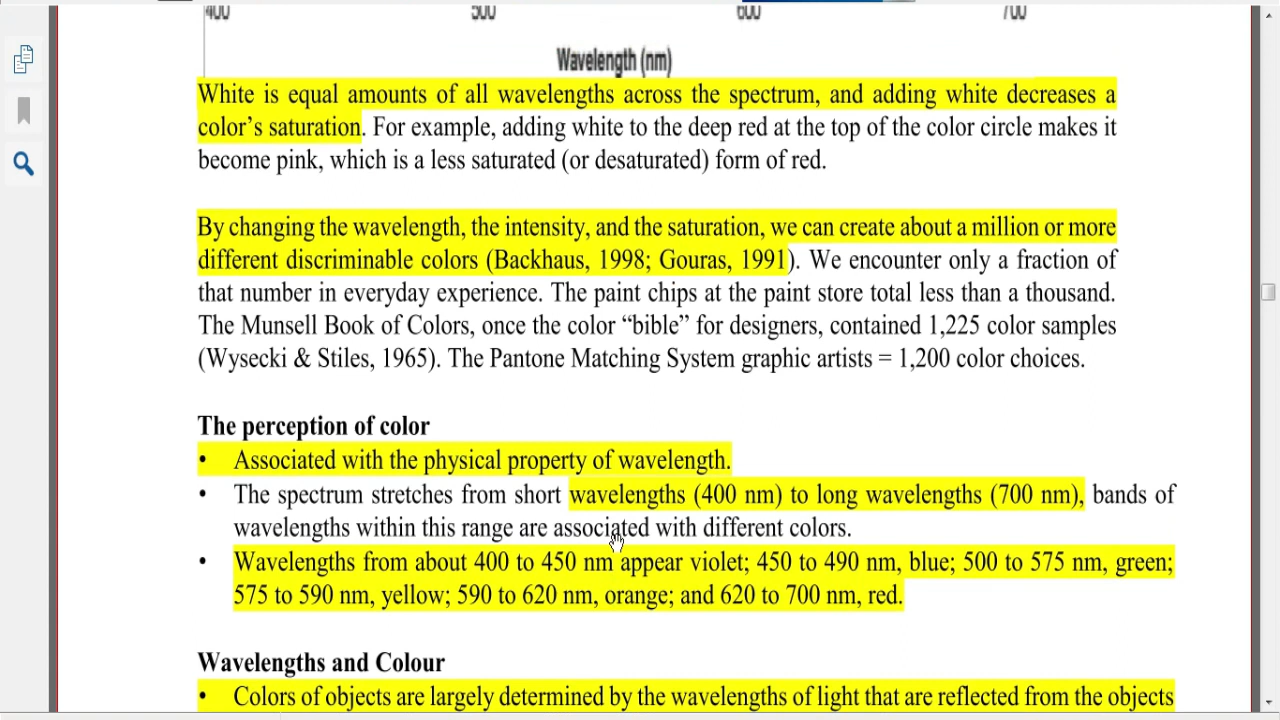 400 500 600 700
Wavelength (nm)
White is equal amounts of all wavelengths across the spectrum, and adding white decreases a
color’s saturation. For example, adding white to the deep red at the top of the color circle makes it
become pink, which is a less saturated (or desaturated) form of red.
By changing the wavelength, the intensity, and the saturation, we can create about a million or more
different discriminable colors (Backhaus, 1998; Gouras, 1991). We encounter only a fraction of
that number in everyday experience. The paint chips at the paint store total less than a thousand.
The Munsell Book of Colors, once the color “bible” for designers, contained 1,225 color samples
(Wysecki & Stiles, 1965). The Pantone Matching System graphic artists = 1,200 color choices.
The perception of color
• Associated with the physical property of wavelength.
• The spectrum stretches from short wavelengths (400 nm) to long wavelengths (700 nm), bands of
wavelengths within this range are associated with different colors.
• Wavelengths from about 400 to 450 nm appear violet; 450 to 490 nm, blue; 500 to 575 nm, green;
575 to 590 nm, yellow; 590 to 620 nm, orange; and 620 to 700 nm, red.
Wavelengths and Colour
• Colors of objects are largely determined by the wavelengths of light that are reflected from the objects